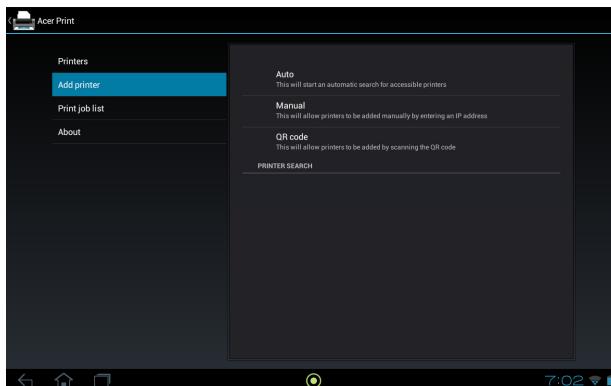 Acer Print
Printers
Add printer
Print job list
About
Auto
This will start an automatic search for accessible printers
Manual
This will allow printers to be added manually by entering an IP address
QR code
This will allow printers to be added by scanning the QR code
PRINTER SEARCH
7:02